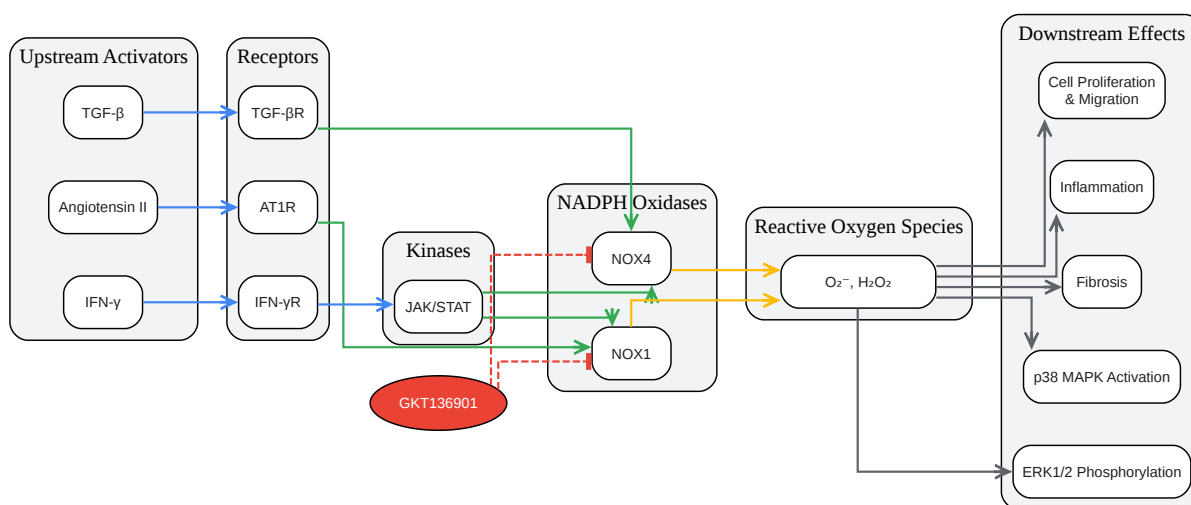 Upstream Activators
TGF-β
Angiotensin II
IFN-γ
Receptors
TGF-βR
AT1R
IFN-γR
Kinases
JAK/STAT
GKT136901
NADPH Oxidases
NOX4
NOX1
Reactive Oxygen Species
O₂⁻, H₂O₂
Downstream Effects
Cell Proliferation
& Migration
Inflammation
Fibrosis
p38 MAPK Activation
ERK1/2 Phosphorylation